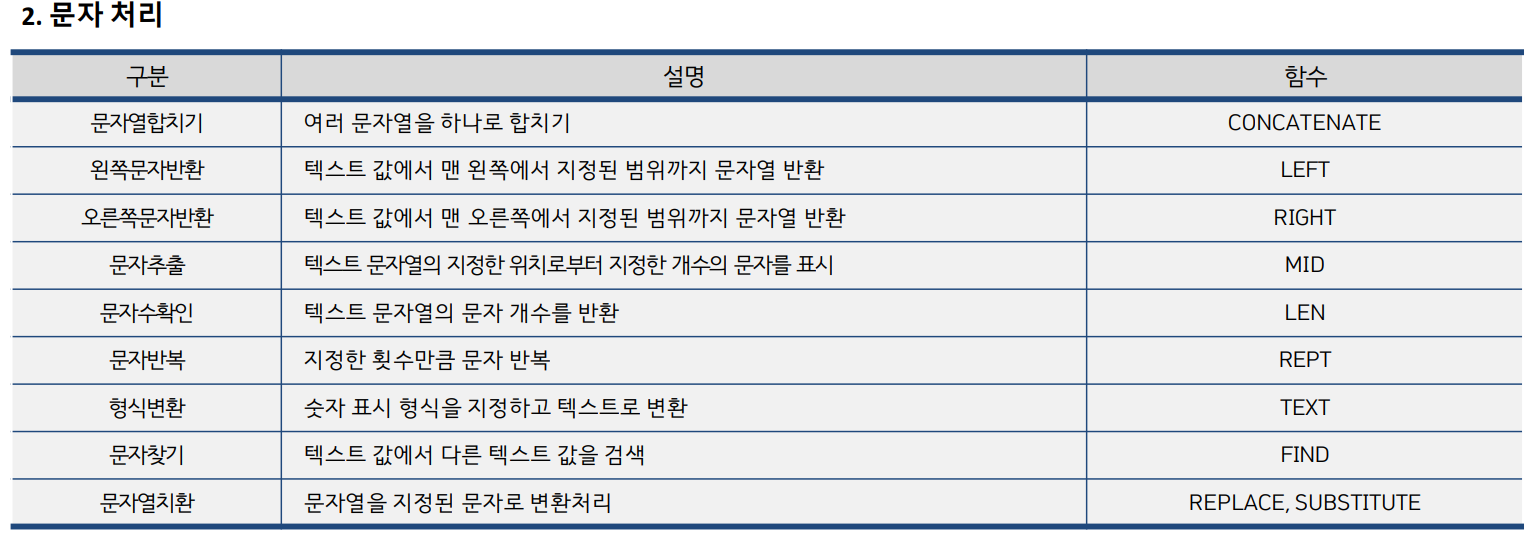 2. 문자 처리
구분 설명 함수
문자열합치기 여러 문자열을 하나로 합치기 CONCATENATE
왼쪽문자반환 텍스트 값에서 맨 왼쪽에서 지정된 범위까지 문자열 반환 LEFT
오른쪽문자반환 텍스트 값에서 맨 오른쪽에서 지정된 범위까지 문자열 반환 RIGHT
문자추출 텍스트 문자열의 지정한 위치로부터 지정한 개수의 문자를 표시 MID
문자수확인 텍스트 문자열의 문자 개수를 반환 LEN
문자반복 지정한 횟수만큼 문자 반복 REPT
형식변환 숫자 표시 형식을 지정하고 텍스트로 변환 TEXT
문자찾기 텍스트 값에서 다른 텍스트 값을 검색 FIND
문자열치환 문자열을 지정된 문자로 변환처리 REPLACE, SUBSTITUTE